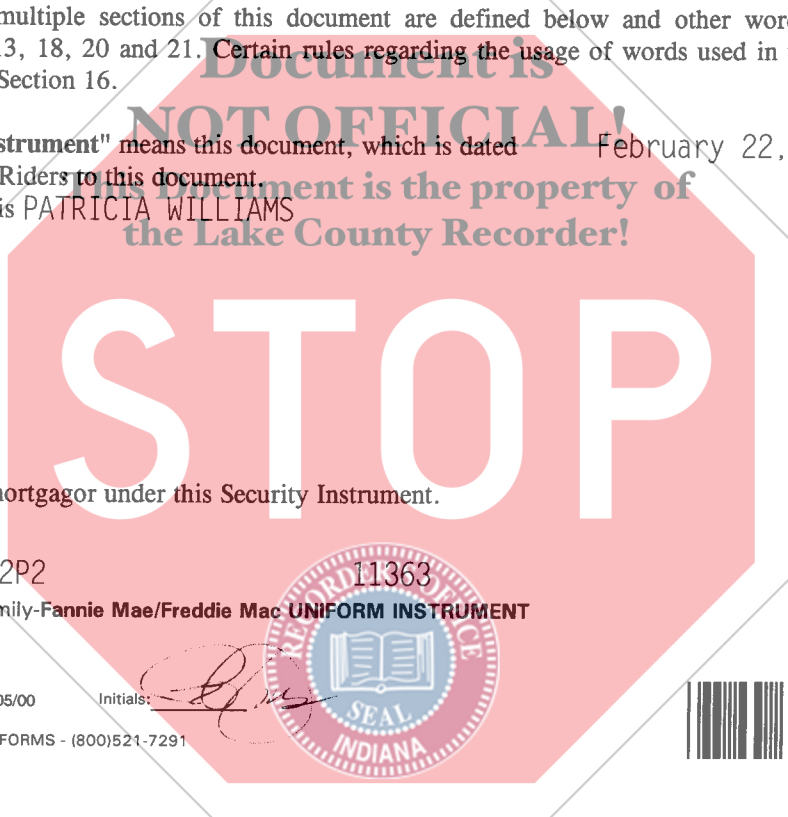 multiple sections of this document are defined below and other wor
13, 18, 20 and 21. Certain rules regarding the usage of words used in
Section 16.
Document is
NOT OFFICIAL!
strument" means this document, which is dated February 22,
Riders to this document.
This Document is the property of
is PATRICIA WILLIAMS
the Lake County Recorder!
STOP
mortgagor under this Security Instrument.
2P2 11363
mily-Fannie Mae/Freddie Mac UNIFORM INSTRUMENT
RECORDER'S OFFICE
05/00 Initials:
SEAL
FORMS - (800)521-7291
INDIANA